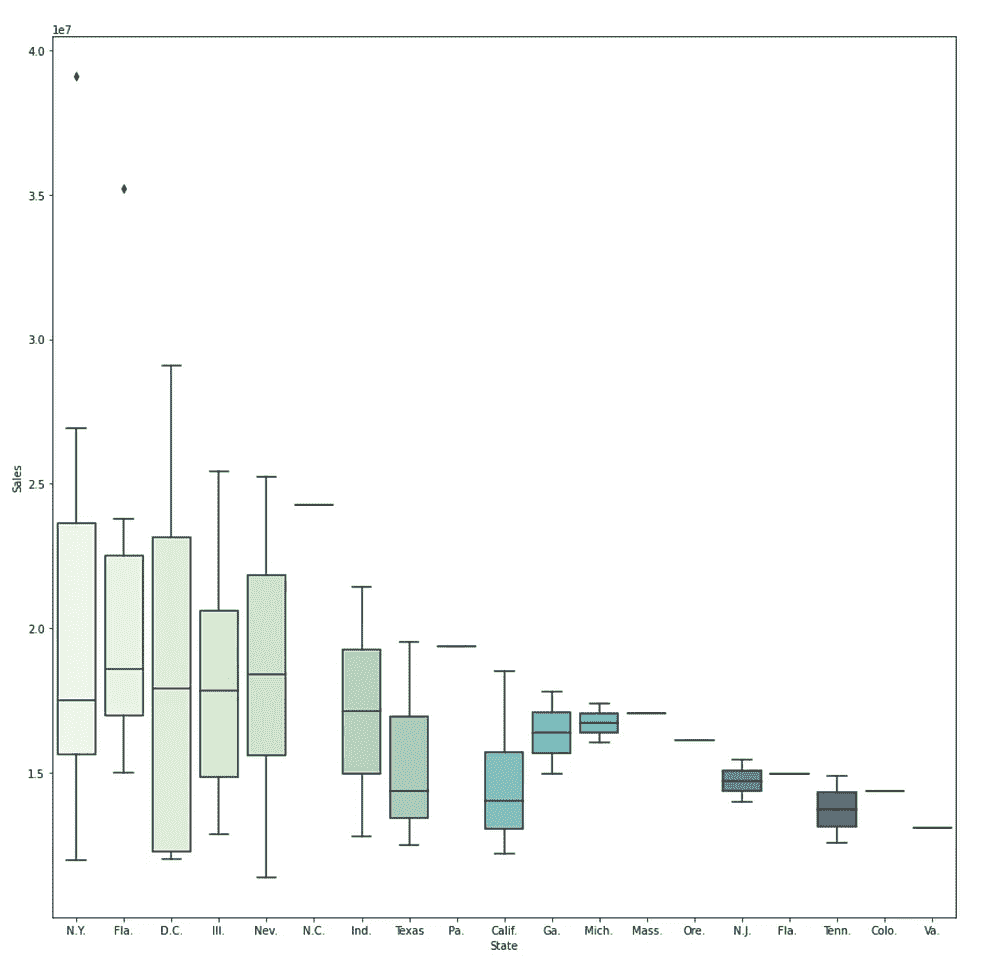 1e7
4.0
3.5
3.0
2.5
2.0
1.5
Sales
N.Y. Fla. D.C. Ill. Nev. N.C. Ind. Texas Pa. Calif. Ga. Mich. Mass. Ore. N.J. Fla. Tenn. Colo. Va.
State